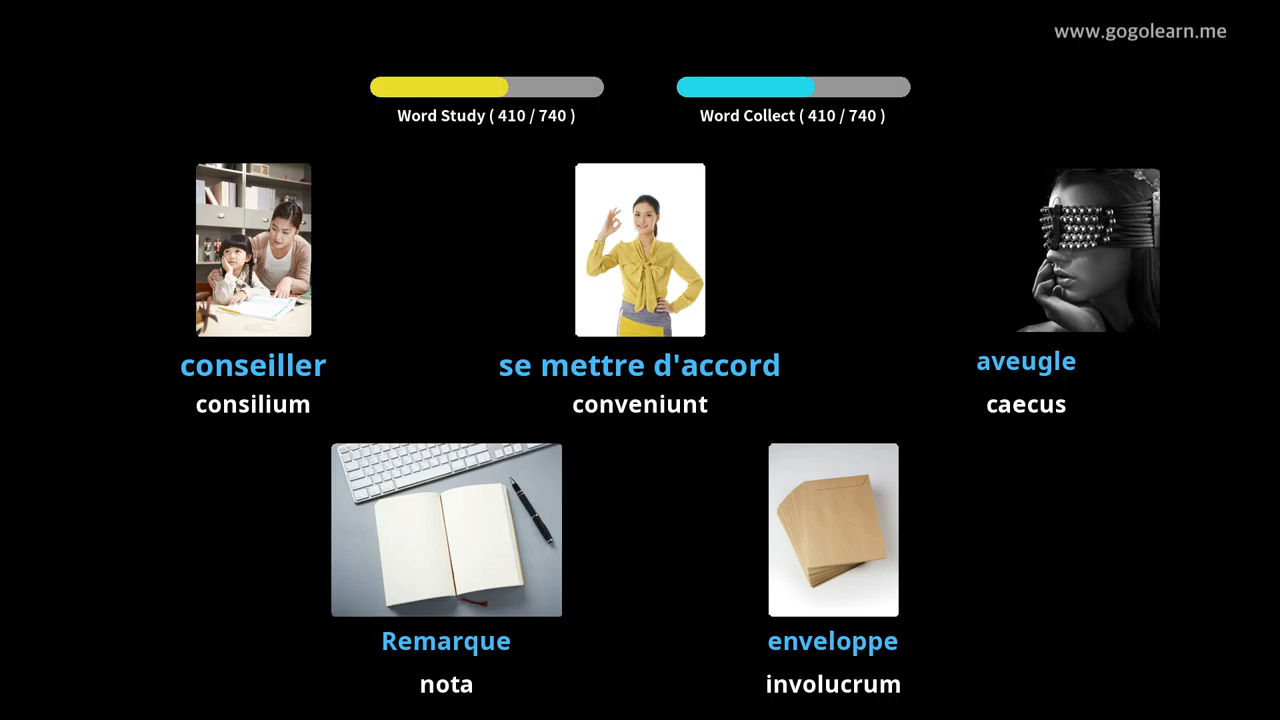 www.gogolearn.me
Word Study ( 410 / 740 )
Word Collect ( 410 / 740 )
conseiller
consilium
se mettre d'accord
conveniunt
aveugle
caecus
Remarque
nota
enveloppe
involucrum